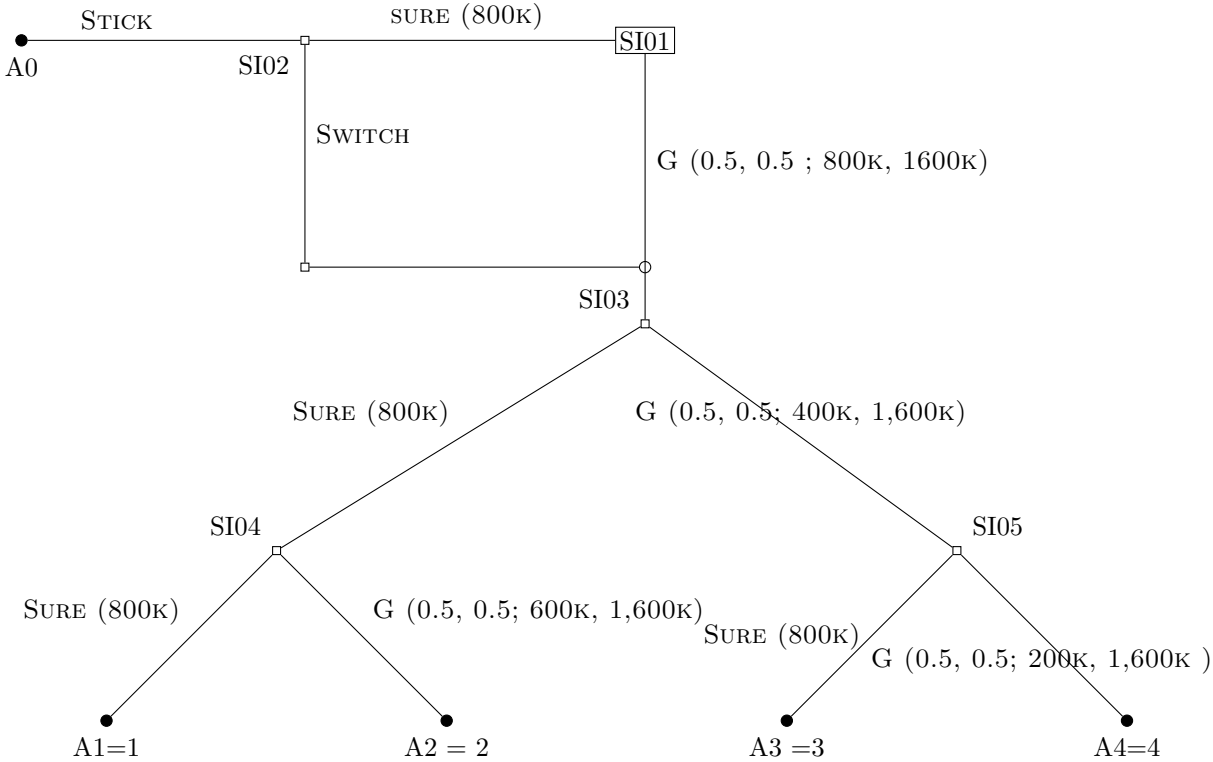 STICK
SURE (800K)
SI01
A0
SI02
SWITCH
G (0.5, 0.5 ; 800K, 1600K)
SI03
SURE (800K)
G (0.5, 0.5; 400K, 1,600K)
SI04
SI05
SURE (800K)
G (0.5, 0.5; 600K, 1,600K)
SURE (800K)
G (0.5, 0.5; 200K, 1,600K )
A1=1
A2 = 2
A3 =3
A4=4